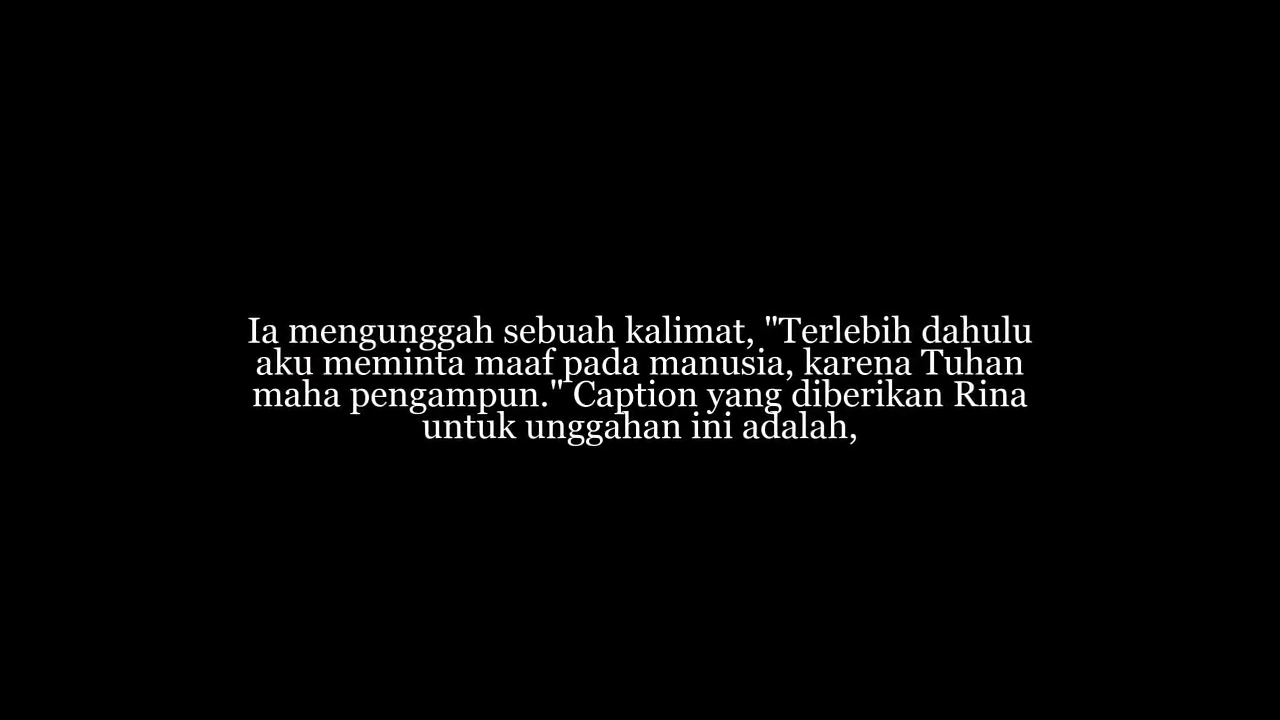 Ia mengunggah sebuah kalimat, "Terlebih dahulu
aku meminta maaf pada manusia, karena Tuhan
maha pengampun." Caption yang diberikan Rina
untuk unggahan ini adalah,